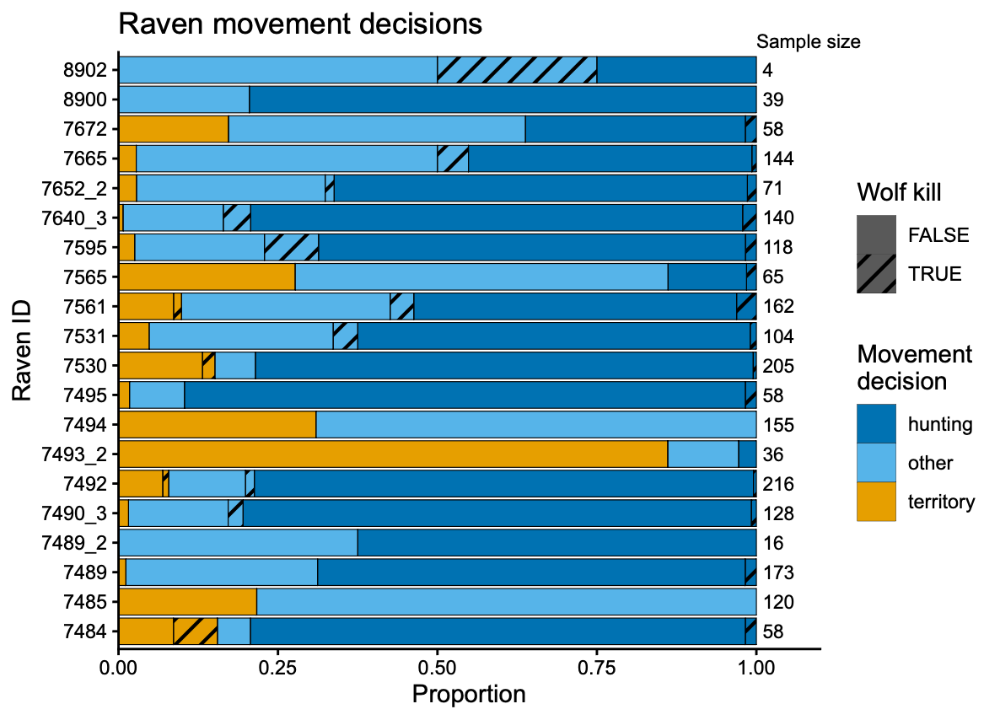 Raven movement decisions
Sample size
8902 4
8900 39
7672 58
7665 144
7652_2 71
7640_3 140
7595 118
7565 65
7561 162
7531 104
7530 205
7495 58
7494 155
7493_2 36
7492 216
7490_3 128
7489_2 16
7489 173
7485 120
7484 58
0.00 0.25 0.50 0.75 1.00
Proportion
Raven ID
Wolf kill
FALSE
TRUE
Movement
decision
hunting
other
territory